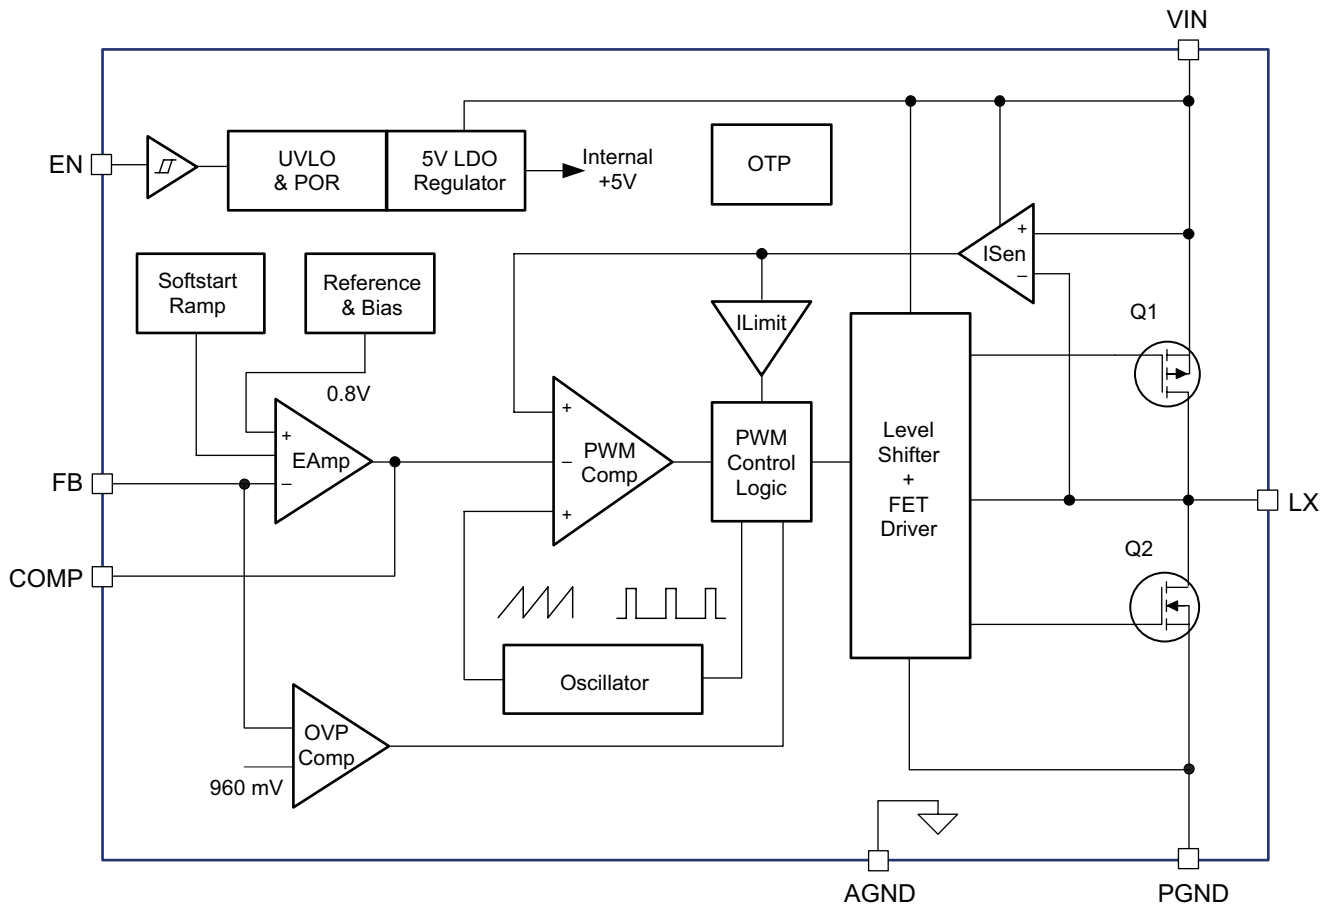 VIN
EN
UVLO
& POR
5V LDO
Regulator
Internal
+5V
OTP
+
ISen
−
Softstart
Ramp
Reference
& Bias
ILimit
Q1
0.8V
+
EAmp
−
+
−
PWM
Comp
+
PWM
Control
Logic
Level
Shifter
+
FET
Driver
FB
LX
COMP
Q2
Oscillator
OVP
Comp
960 mV
AGND
PGND